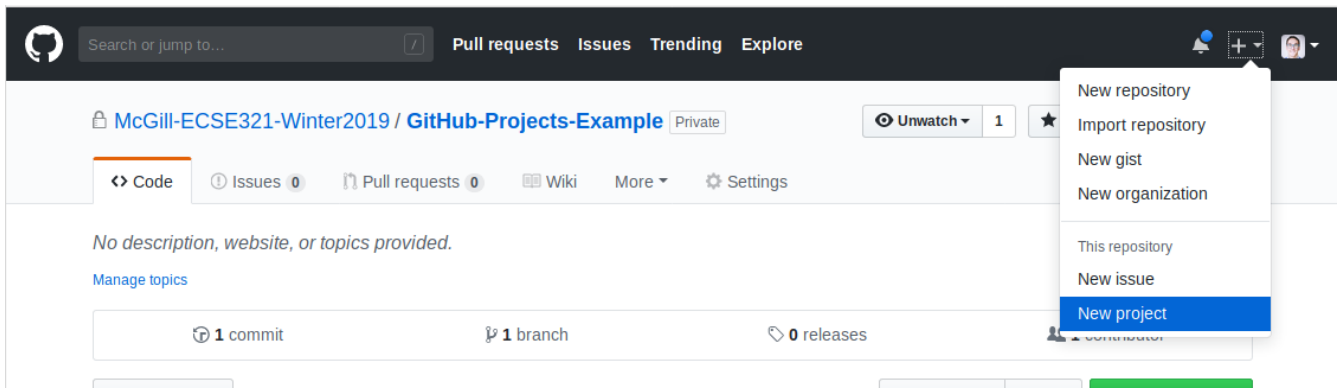 Search or jump to... /
Pull requests Issues Trending Explore
New repository
Import repository
New gist
New organization
This repository
New issue
New project
McGill-ECSE321-Winter2019 / GitHub-Projects-Example Private
Unwatch 1
<> Code Issues 0 Pull requests 0 Wiki More Settings
No description, website, or topics provided.
Manage topics
1 commit 1 branch 0 releases 1 contributor